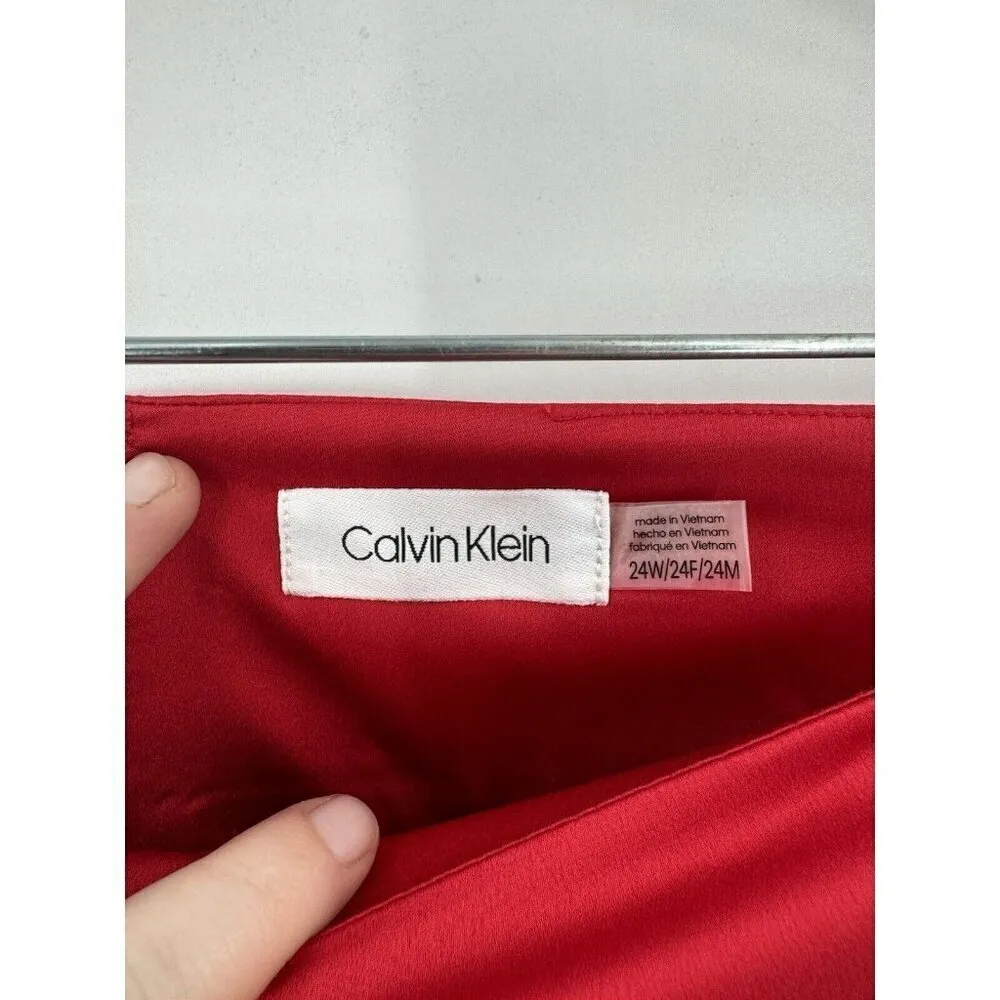 Calvin Klein
made in Vietnam
hecho en Vietnam
fabriqué en Vietnam
24W/24F/24M